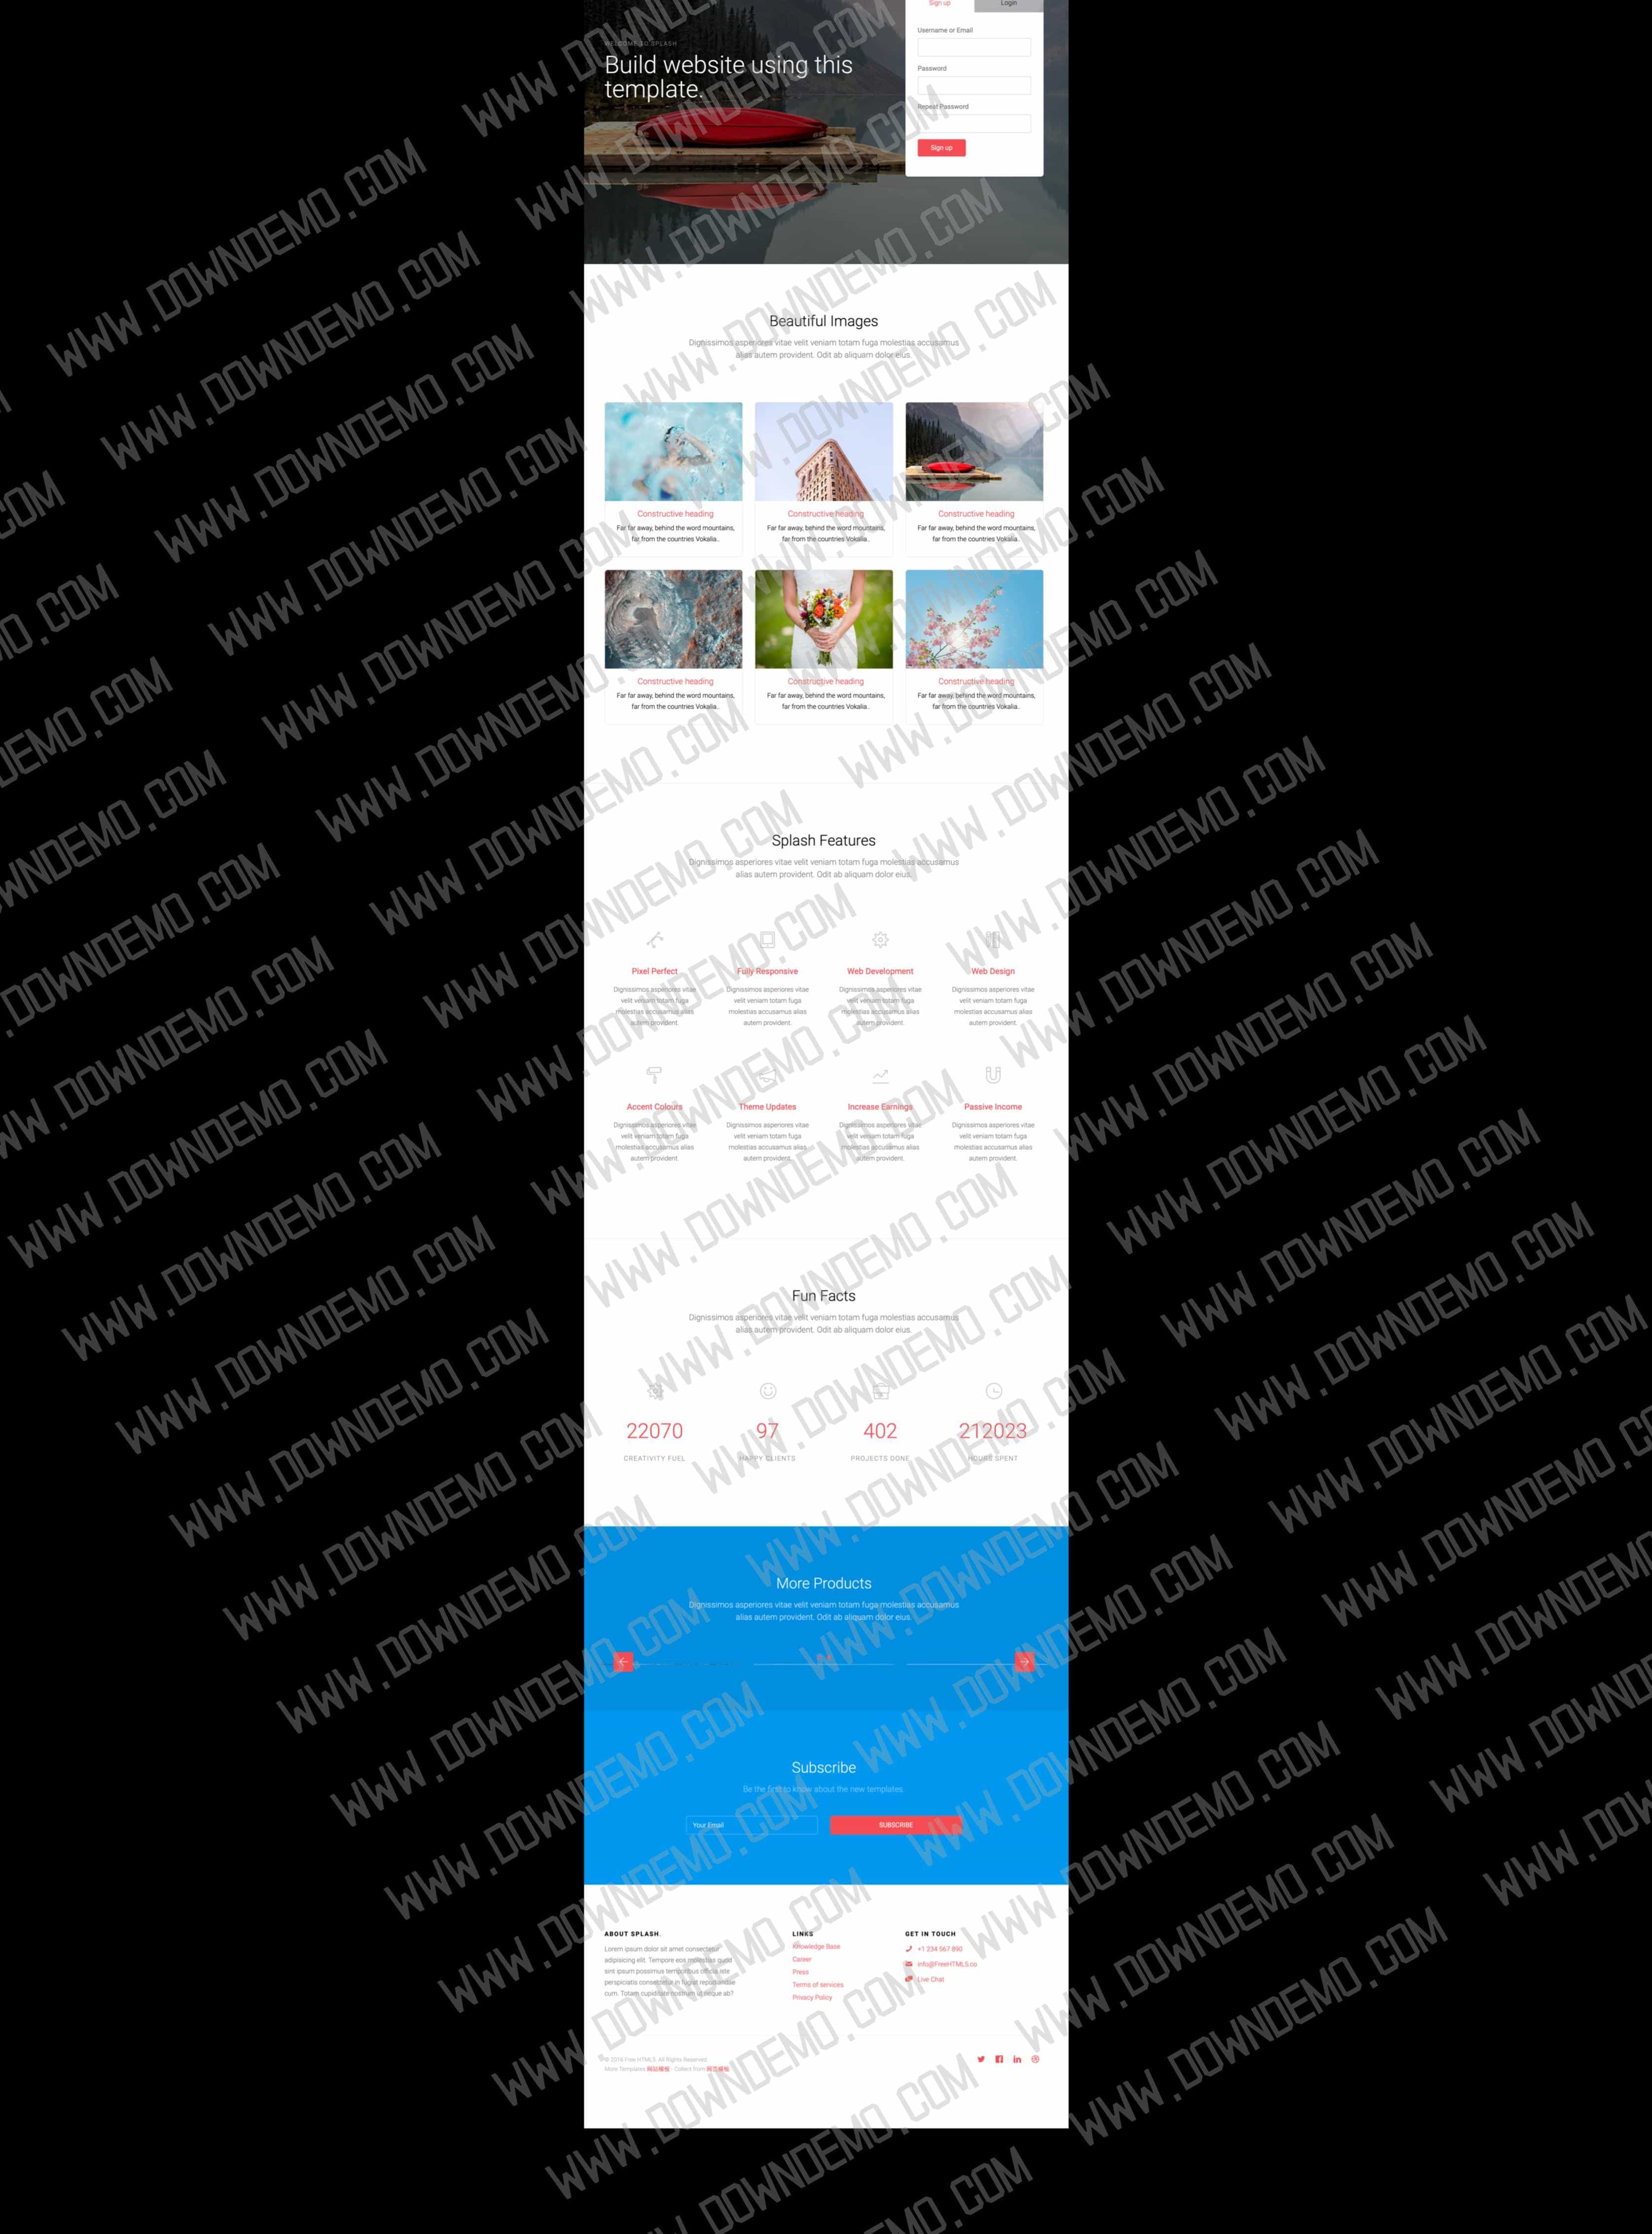 Sign up
Login
WELCOME TO SPLASH
Build website using this
template.
Username or Email
Password
Repeat Password
Sign up
Beautiful Images
Dignissimos asperiores vitae velit veniam totam fuga molestias accusamus
alias autem provident. Odit ab aliquam dolor eius.
Constructive heading
Far far away, behind the word mountains,
far from the countries Vokalia..
Constructive heading
Far far away, behind the word mountains,
far from the countries Vokalia..
Constructive heading
Far far away, behind the word mountains,
far from the countries Vokalia..
Constructive heading
Far far away, behind the word mountains,
far from the countries Vokalia..
Constructive heading
Far far away, behind the word mountains,
far from the countries Vokalia..
Constructive heading
Far far away, behind the word mountains,
far from the countries Vokalia..
Splash Features
Dignissimos asperiores vitae velit veniam totam fuga molestias accusamus
alias autem provident. Odit ab aliquam dolor eius.
Pixel Perfect
Dignissimos asperiores vitae
velit veniam totam fuga
molestias accusamus alias
autem provident.
Fully Responsive
Dignissimos asperiores vitae
velit veniam totam fuga
molestias accusamus alias
autem provident.
Web Development
Dignissimos asperiores vitae
velit veniam totam fuga
molestias accusamus alias
autem provident.
Web Design
Dignissimos asperiores vitae
velit veniam totam fuga
molestias accusamus alias
autem provident.
Accent Colours
Dignissimos asperiores vitae
velit veniam totam fuga
molestias accusamus alias
autem provident.
Theme Updates
Dignissimos asperiores vitae
velit veniam totam fuga
molestias accusamus alias
autem provident.
Increase Earnings
Dignissimos asperiores vitae
velit veniam totam fuga
molestias accusamus alias
autem provident.
Passive Income
Dignissimos asperiores vitae
velit veniam totam fuga
molestias accusamus alias
autem provident.
Fun Facts
Dignissimos asperiores vitae velit veniam totam fuga molestias accusamus
alias autem provident. Odit ab aliquam dolor eius.
22070
CREATIVITY FUEL
97
HAPPY CLIENTS
402
PROJECTS DONE
212023
HOURS SPENT
More Products
Dignissimos asperiores vitae velit veniam totam fuga molestias accusamus
alias autem provident. Odit ab aliquam dolor eius.
Subscribe
Be the first to know about the new templates.
Your Email
SUBSCRIBE
ABOUT SPLASH.
Lorem ipsum dolor sit amet consectetur
adipisicing elit. Tempore eos molestias quod
sint ipsum possimus temporibus officia iste
perspiciatis consectetur in fugiat repudiandae
cum. Totam cupiditate nostrum ut neque ab?
LINKS
Knowledge Base
Career
Press
Terms of services
Privacy Policy
GET IN TOUCH
+1 234 567 890
info@FreeHTML5.co
Live Chat
© 2016 Free HTML5. All Rights Reserved.
More Templates 网站模板 - Collect from 网页模板
WWW.DOWNDEMO.COM